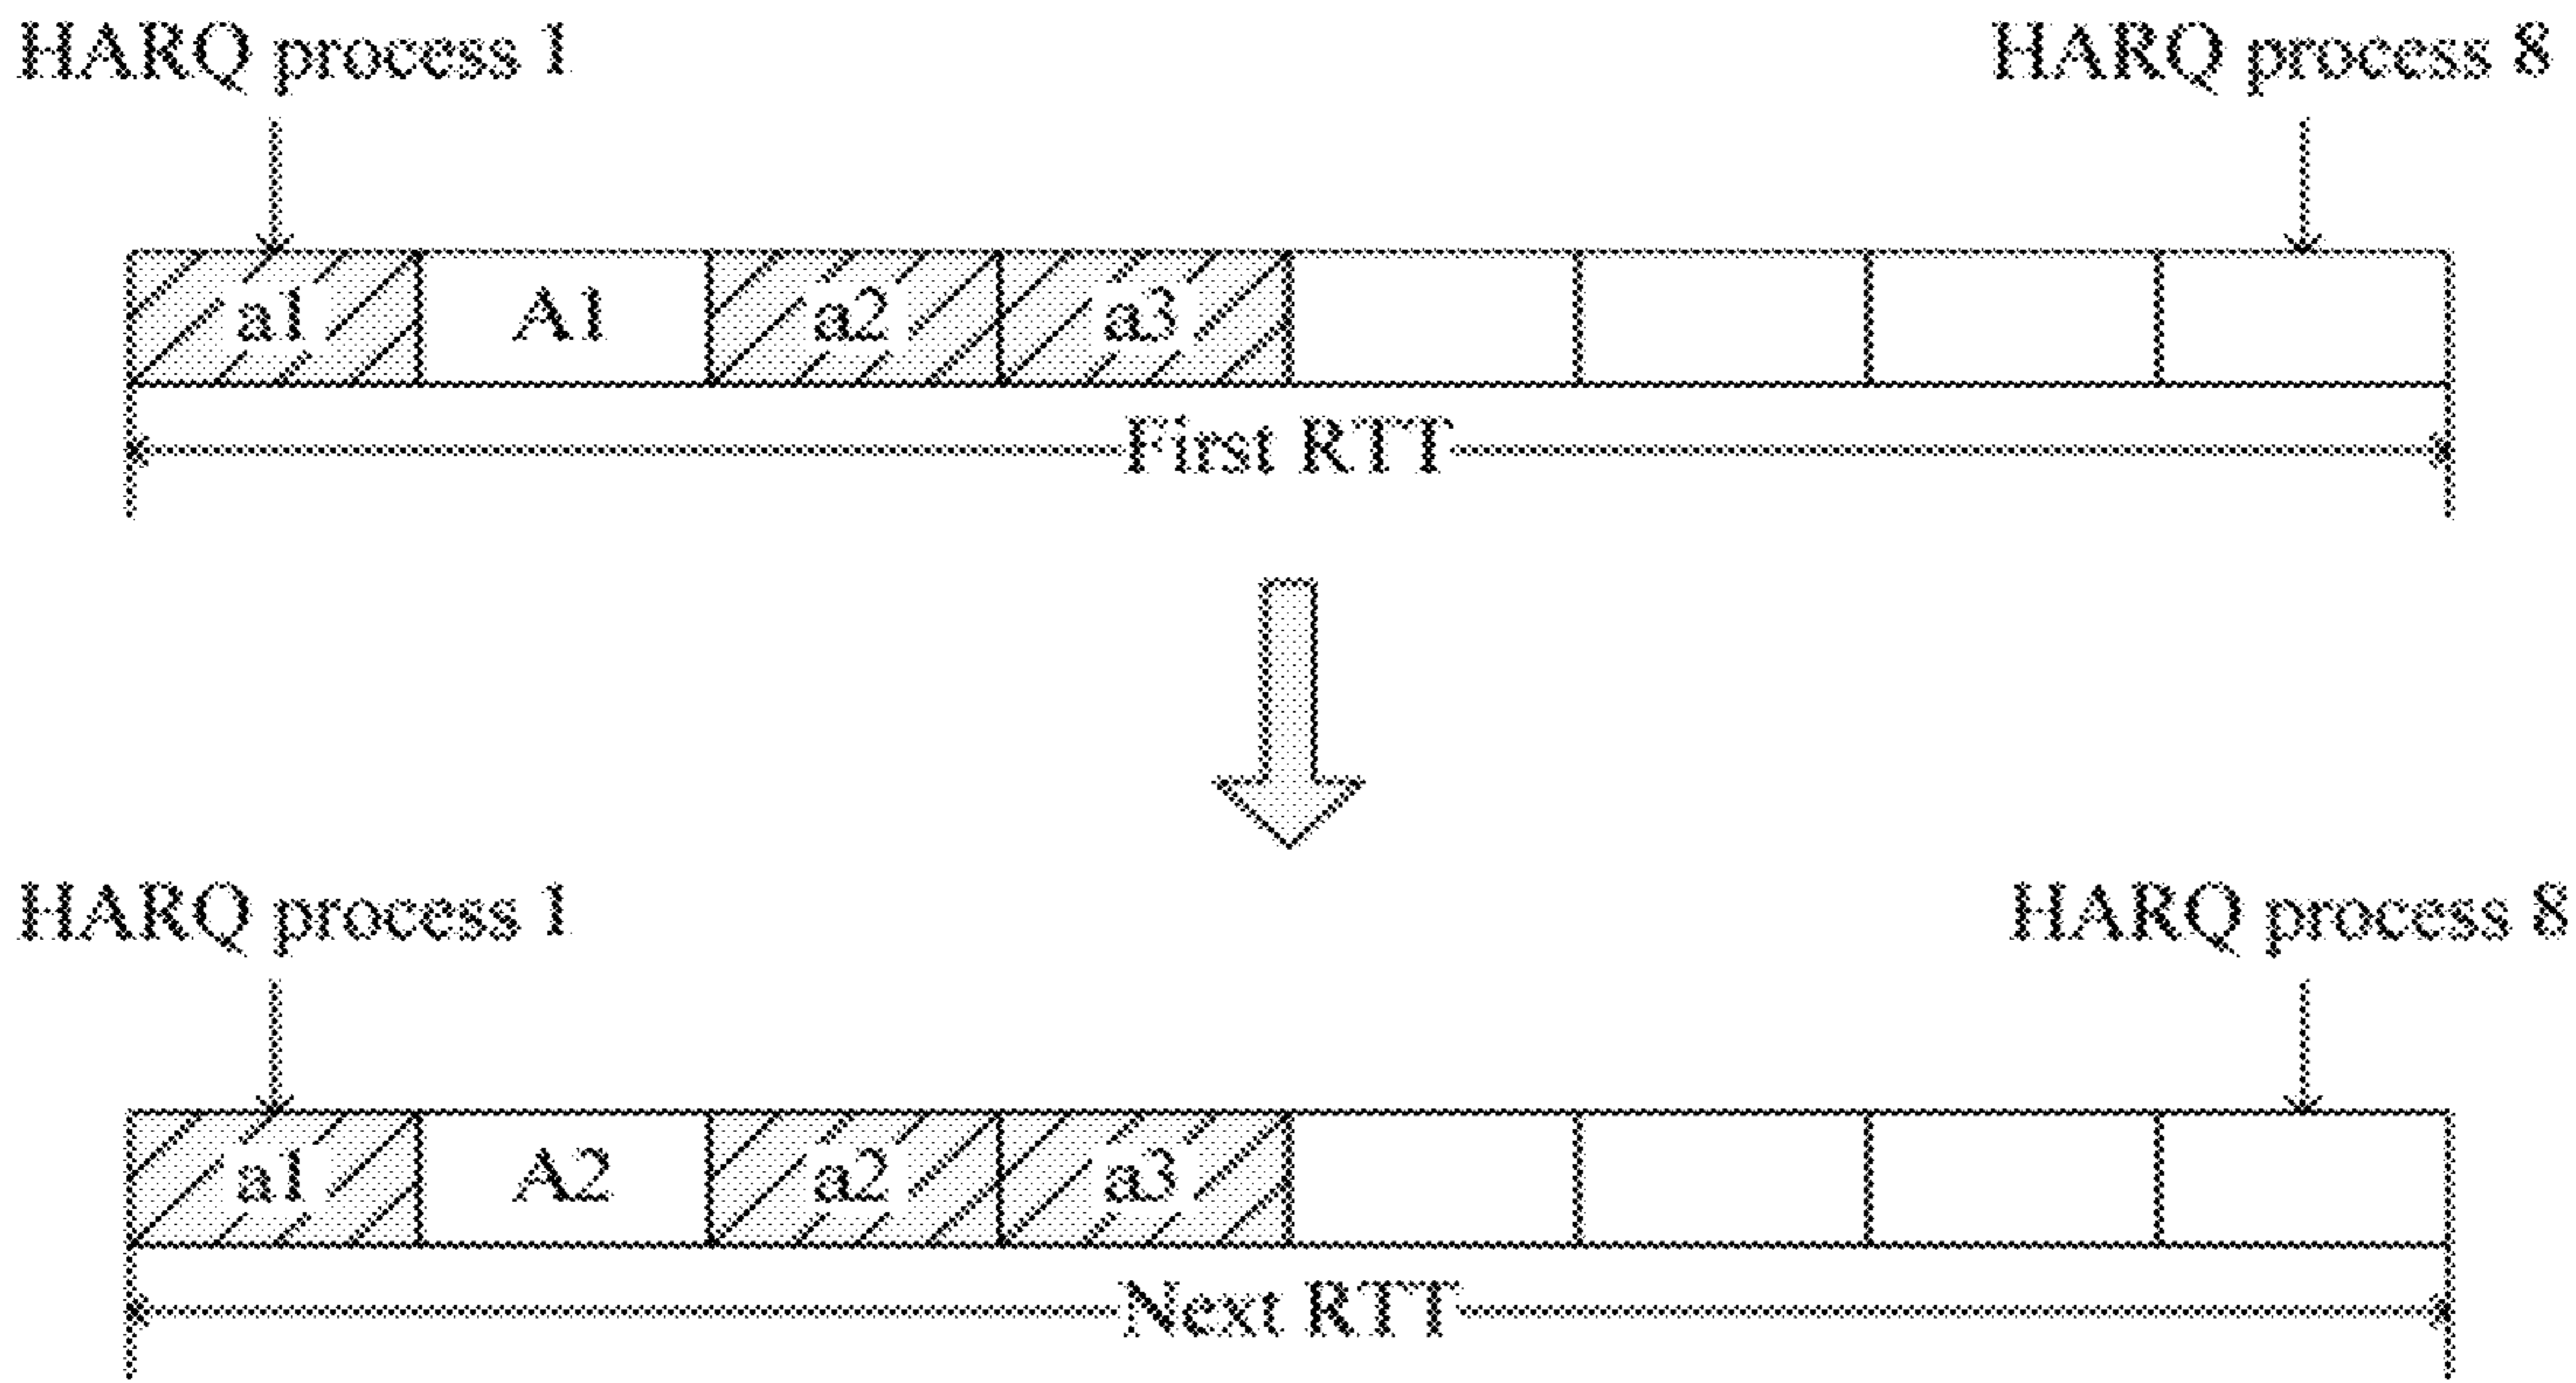 HARQ process 1 HARQ process 8
a1 A1 a2 a3
First RTT
HARQ process 1 HARQ process 8
a1 A2 a2 a3
Next RTT